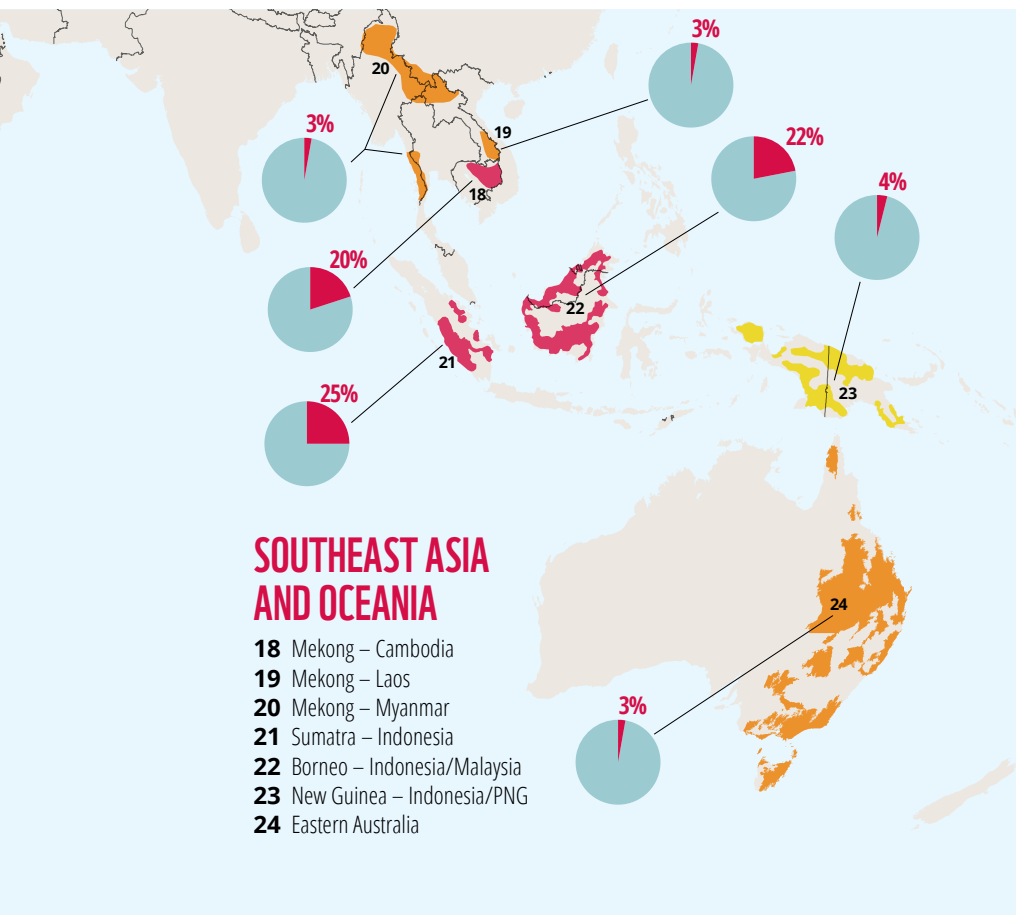 3%
20
19
3%
22%
18
4%
20%
22
21
23
25%
SOUTHEAST ASIA
AND OCEANIA
24
18 Mekong – Cambodia
19 Mekong – Laos
20 Mekong – Myanmar
21 Sumatra – Indonesia
22 Borneo – Indonesia/Malaysia
23 New Guinea – Indonesia/PNG
24 Eastern Australia
3%